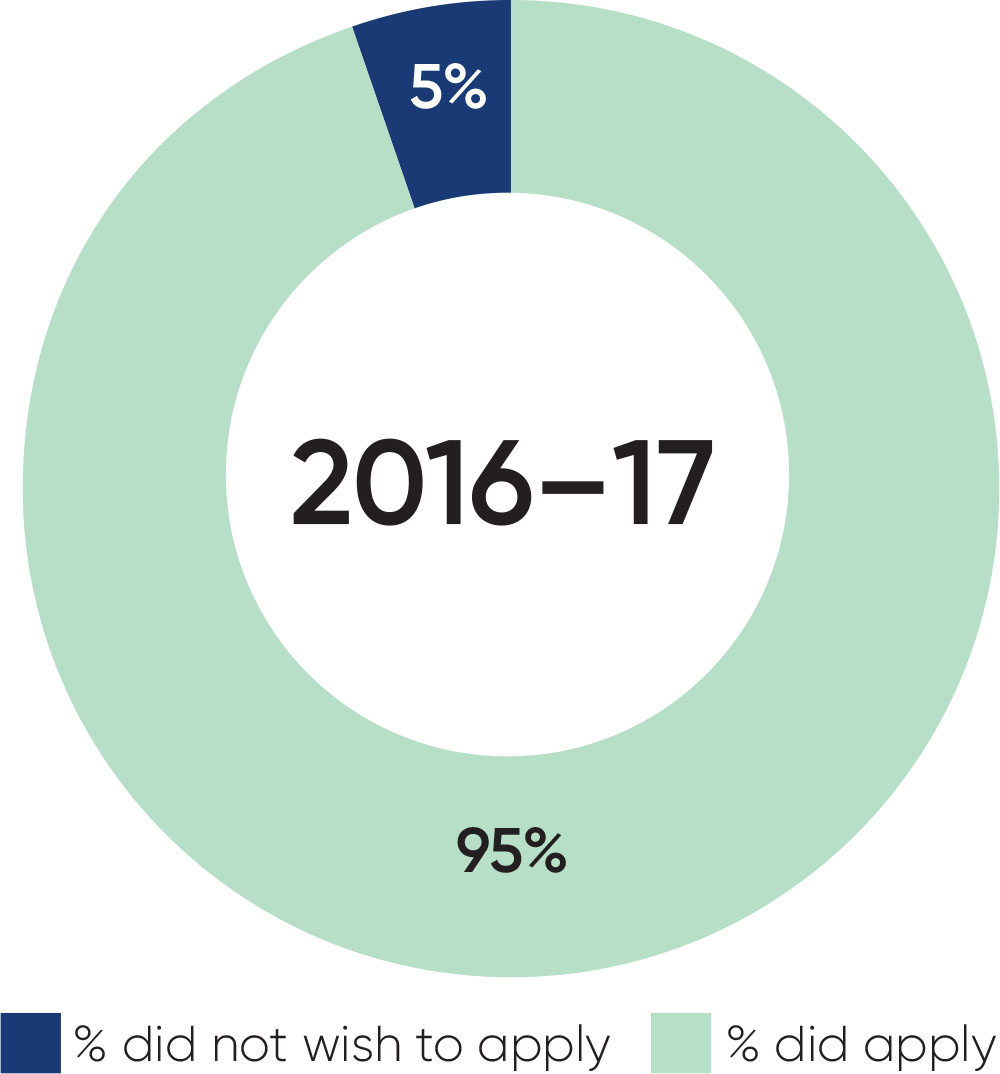 5%
2016–17
95%
% did not wish to apply
% did apply